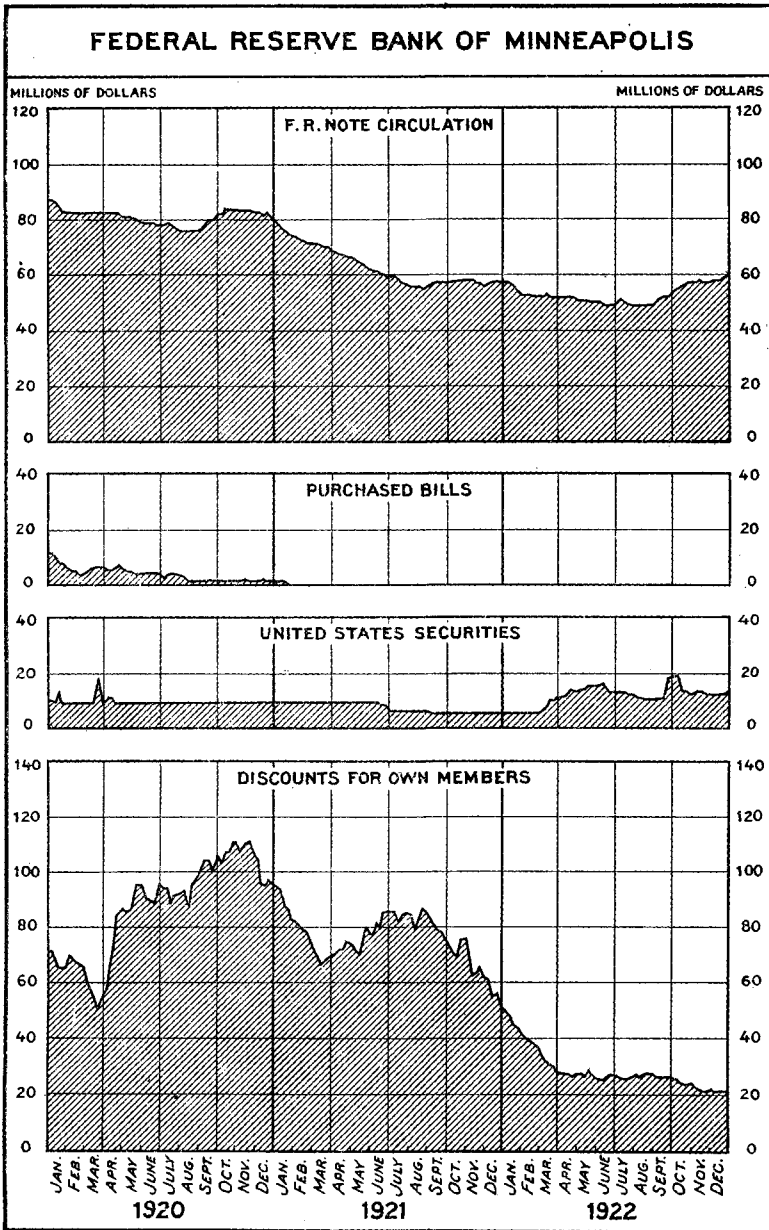 FEDERAL RESERVE BANK OF MINNEAPOLIS
MILLIONS OF DOLLARS MILLIONS OF DOLLARS
120 F. R. NOTE CIRCULATION 120
100 100
80 80
60 60
40 40
20 20
0 0
40 PURCHASED BILLS 40
20 20
0 0
40 UNITED STATES SECURITIES 40
20 20
0 0
140 DISCOUNTS FOR OWN MEMBERS 140
120 120
100 100
80 80
60 60
40 40
20 20
0 0
JAN. FEB. MAR. APR. MAY JUNE JULY AUG. SEPT. OCT. NOV. DEC. JAN. FEB. MAR. APR. MAY JUNE JULY AUG. SEPT. OCT. NOV. DEC. JAN. FEB. MAR. APR. MAY JUNE JULY AUG. SEPT. OCT. NOV. DEC.
1920 1921 1922